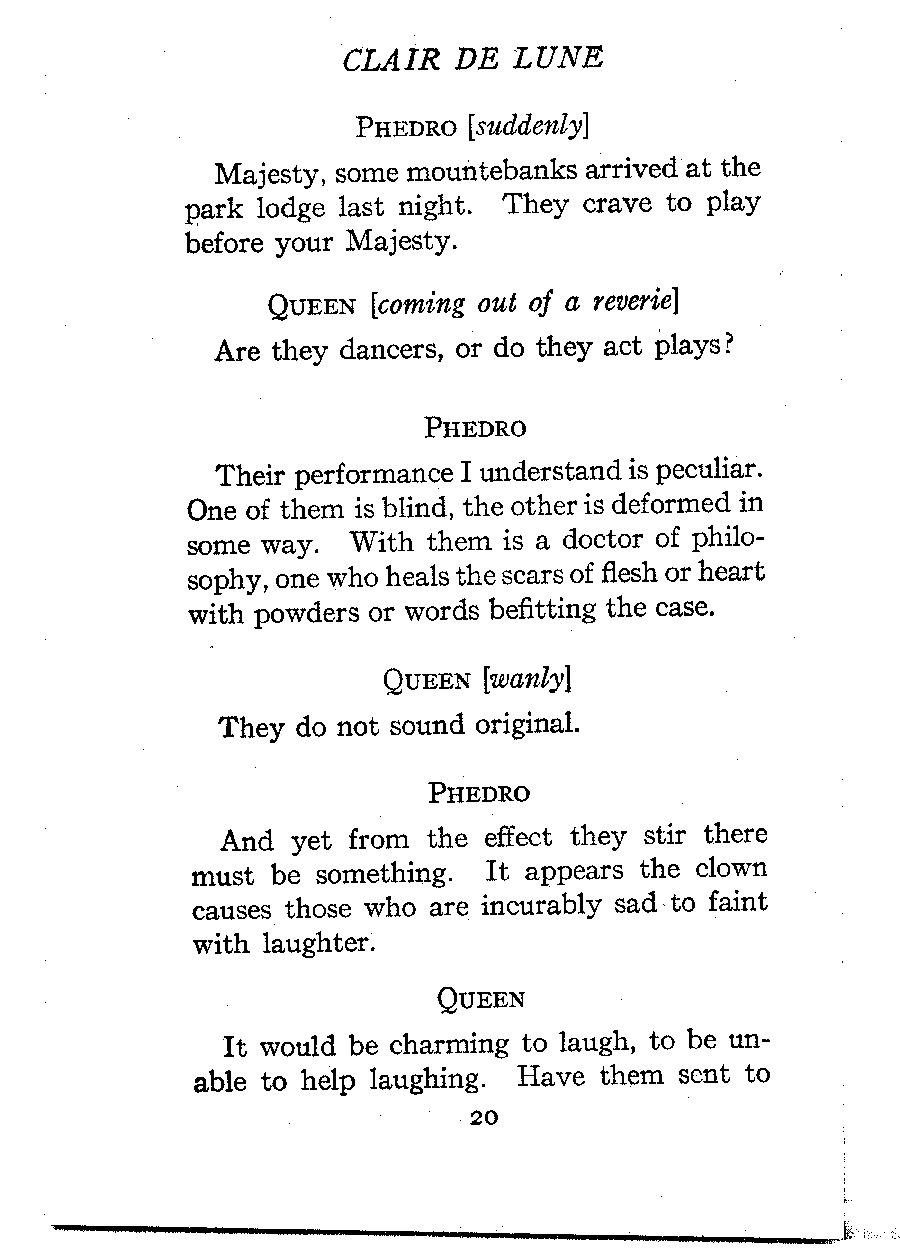 CLAIR DE LUNE
PHEDRO [suddenly]
Majesty, some mountebanks arrived at the
park lodge last night. They crave to play
before your Majesty.
QUEEN [coming out of a reverie]
Are they dancers, or do they act plays?
PHEDRO
Their performance I understand is peculiar.
One of them is blind, the other is deformed in
some way. With them is a doctor of philo-
sophy, one who heals the scars of flesh or heart
with powders or words befitting the case.
QUEEN [wanly]
They do not sound original.
PHEDRO
And yet from the effect they stir there
must be something. It appears the clown
causes those who are incurably sad to faint
with laughter.
QUEEN
It would be charming to laugh, to be un-
able to help laughing. Have them sent to
20